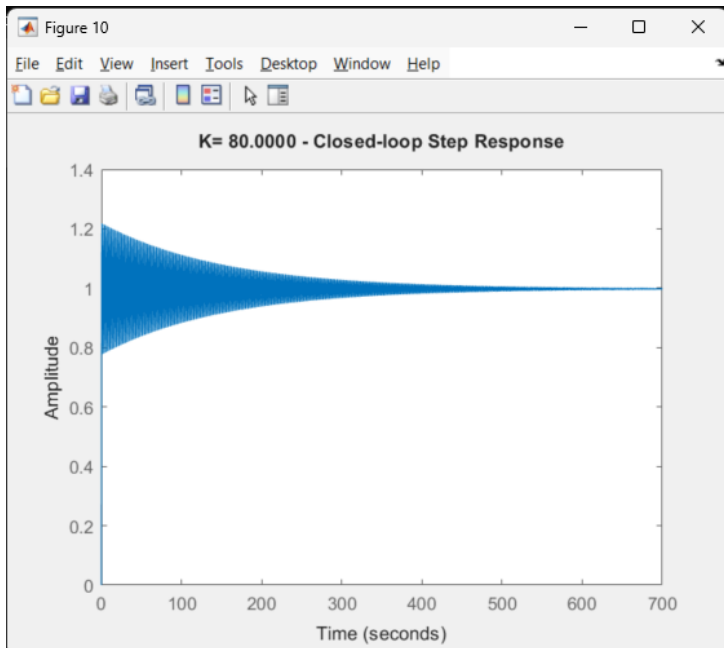 Figure 10
File Edit View Insert Tools Desktop Window Help
K= 80.0000 - Closed-loop Step Response
1.4
1.2
1
0.8
0.6
0.4
0.2
0
Amplitude
0 100 200 300 400 500 600 700
Time (seconds)